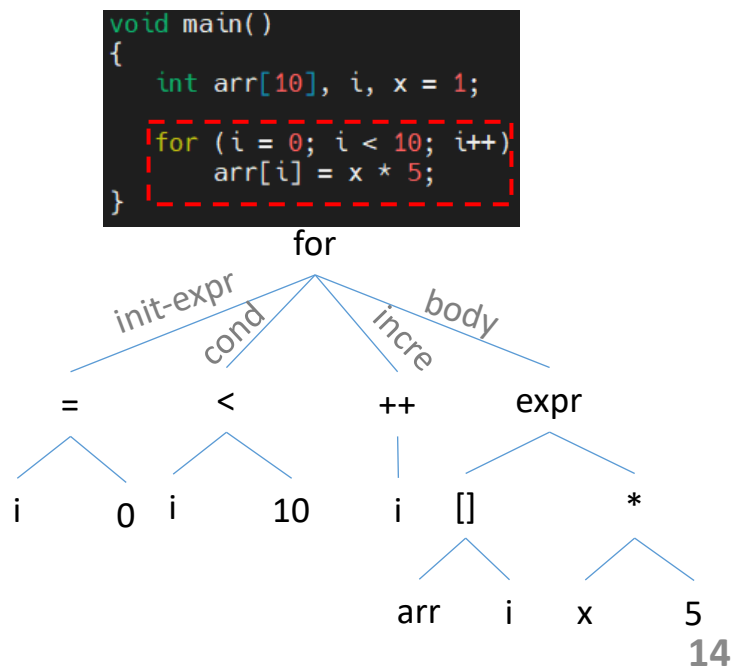 void main()
{
int arr[10], i, x = 1;
for (i = 0; i < 10; i++)
arr[i] = x * 5;
}
for
init-expr cond incre body
= < ++ expr
i 0 i 10 i [] *
arr i x 5
14